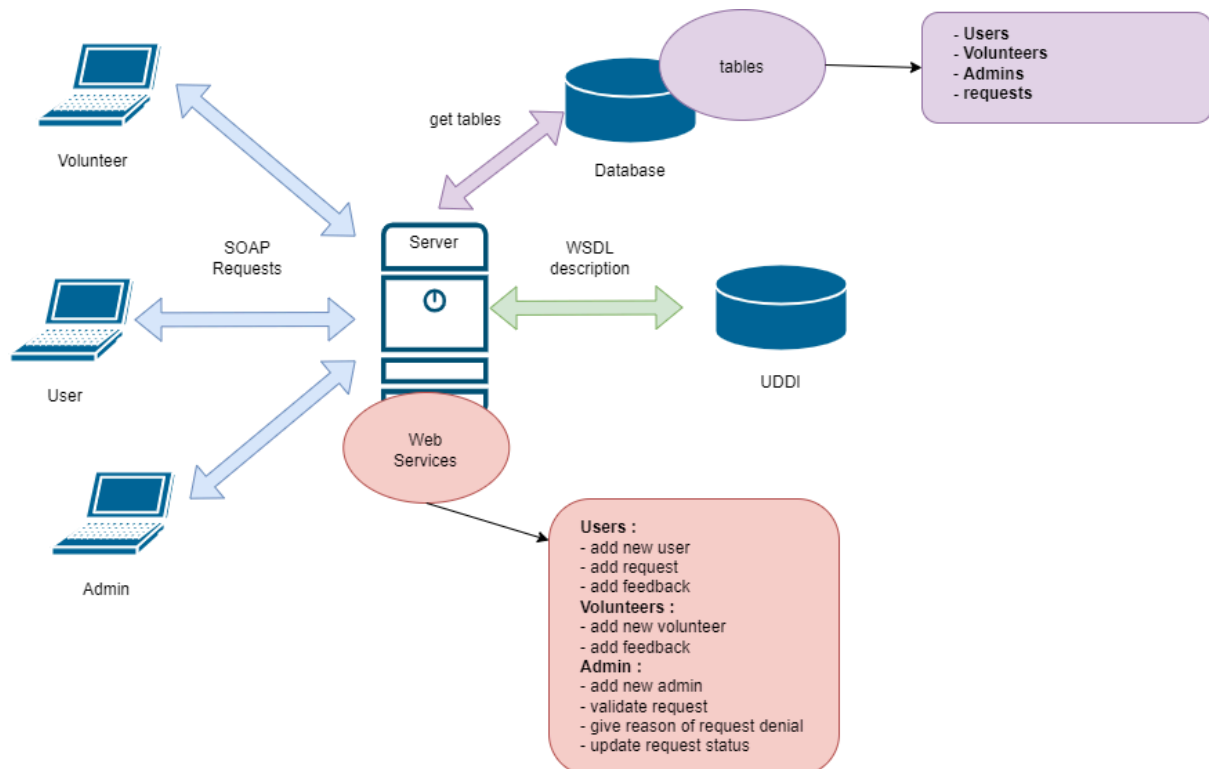 - Users
- Volunteers
- Admins
- requests
tables
get tables
Volunteer
Database
Server
SOAP
Requests
WSDL
description
User
UDDI
Web
Services
Admin
Users :
- add new user
- add request
- add feedback
Volunteers :
- add new volunteer
- add feedback
Admin :
- add new admin
- validate request
- give reason of request denial
- update request status